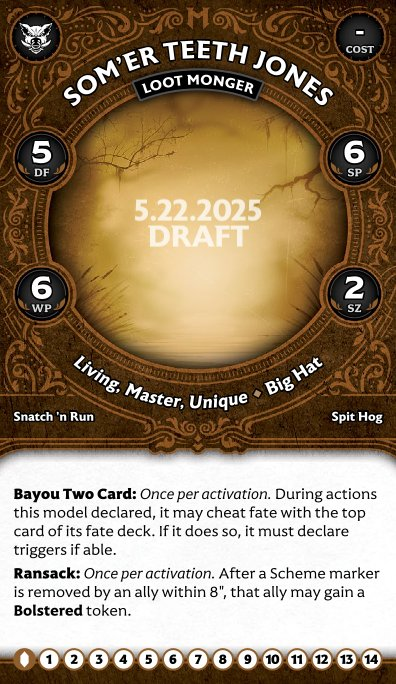 -
COST
SOM'ER TEETH JONES
LOOT MONGER
5
DF
6
SP
5.22.2025
DRAFT
6
WP
2
SZ
Living, Master, Unique ◆ Big Hat
Snatch 'n Run
Spit Hog
Bayou Two Card: Once per activation. During actions
this model declared, it may cheat fate with the top
card of its fate deck. If it does so, it must declare
triggers if able.
Ransack: Once per activation. After a Scheme marker
is removed by an ally within 8", that ally may gain a
Bolstered token.
1 2 3 4 5 6 7 8 9 10 11 12 13 14